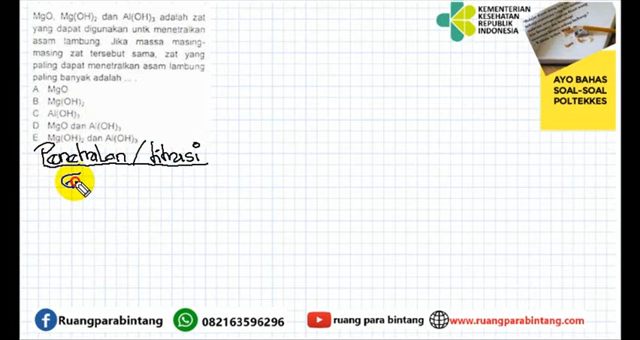 MgO, Mg(OH)₂ dan Al(OH)₃ adalah zat
yang dapat digunakan untk menetralkan
asam lambung. Jika massa masing-
masing zat tersebut sama, zat yang
paling dapat menetralkan asam lambung
paling banyak adalah ... .
A MgO
B Mg(OH)₂
C Al(OH)₃
D MgO dan Al(OH)₃
E Mg(OH)₂ dan Al(OH)₃
Penetralan / titrasi
KEMENTERIAN
KESEHATAN
REPUBLIK
INDONESIA
AYO BAHAS
SOAL-SOAL
POLTEKKES
Ruangparabintang
082163596296
ruang para bintang
www.ruangparabintang.com